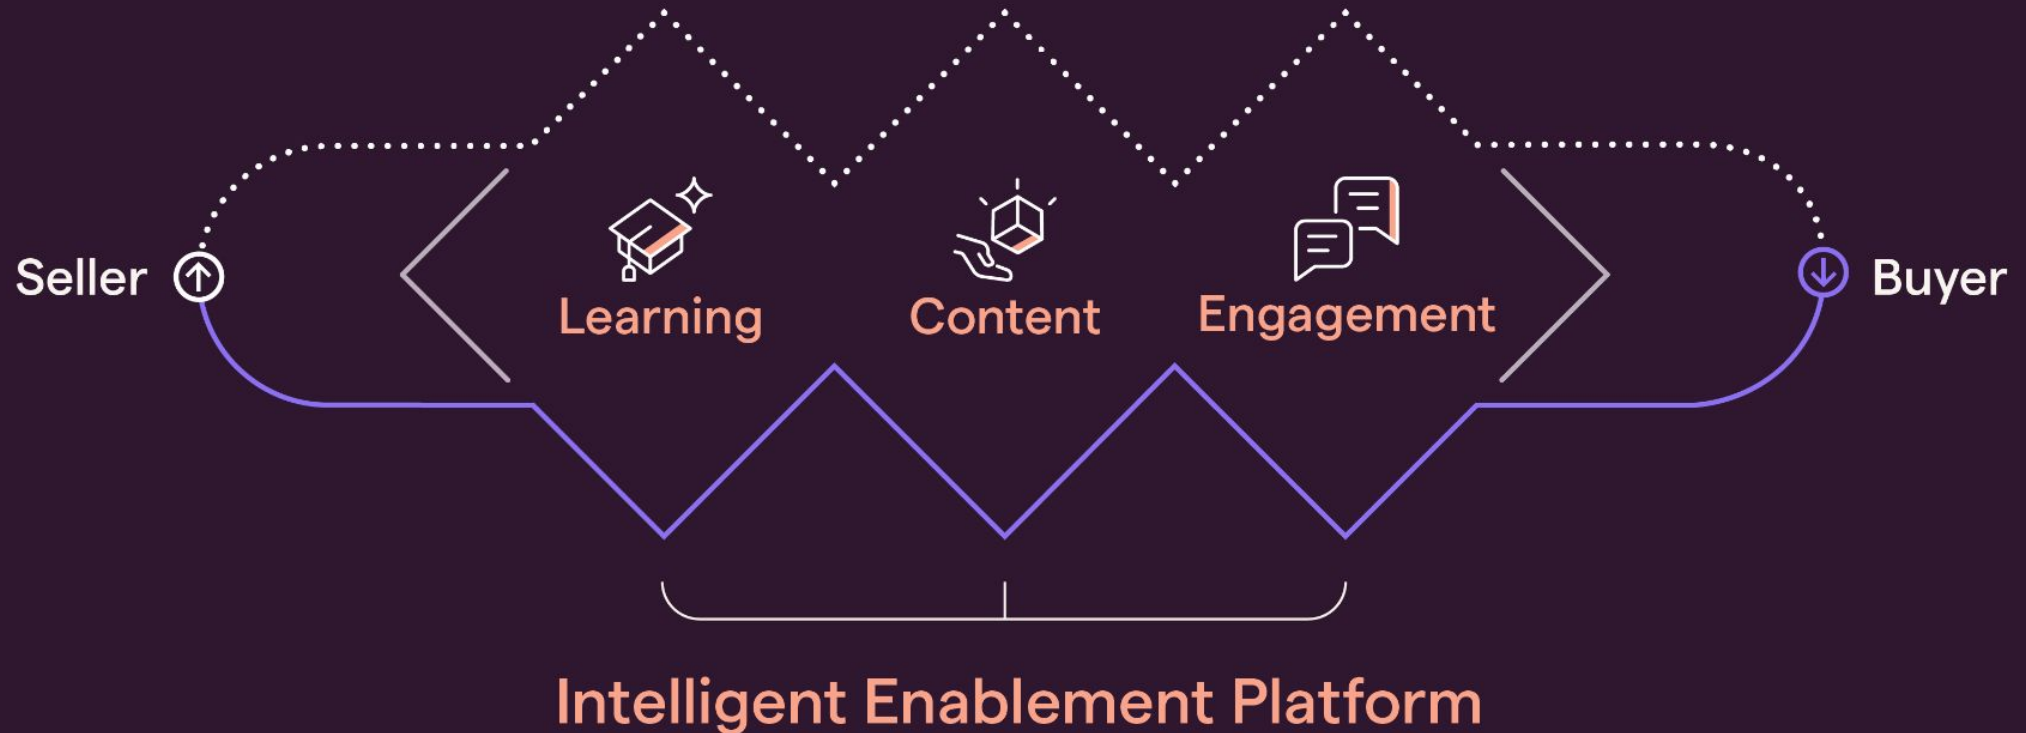 Seller
Learning
Content
Engagement
Buyer
Intelligent Enablement Platform